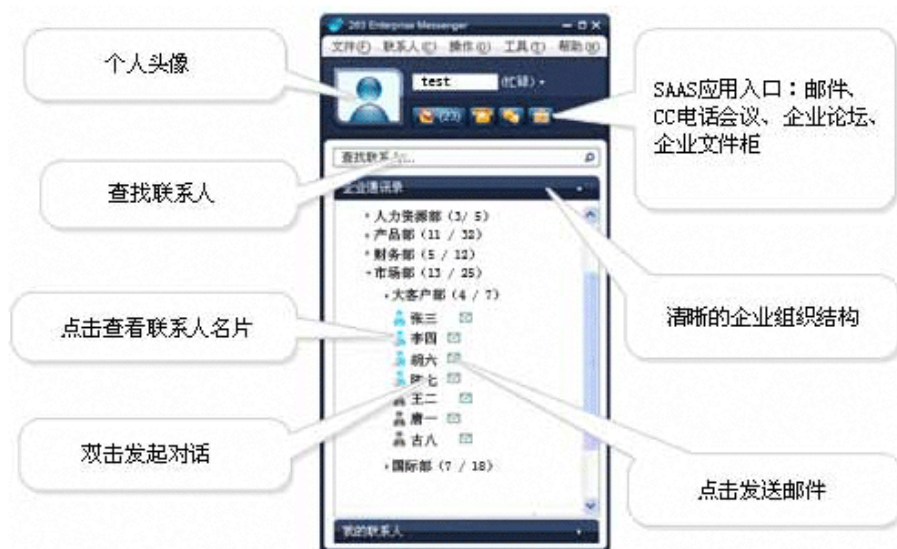 263 Enterprise Messenger
文件(F) 联系人(C) 操作(O) 工具(T) 帮助(H)
个人头像
test (忙碌)
(23)
SAAS应用入口：邮件、
CC电话会议、企业论坛、
企业文件柜
查找联系人...
查找联系人
企业通讯录
人力资源部 (3/ 5)
产品部 (11 / 32)
财务部 (5 / 12)
市场部 (13 / 25)
大客户部 (4 / 7)
清晰的企业组织结构
点击查看联系人名片
张三
李四
胡六
陈七
王二
唐一
古八
双击发起对话
国际部 (7 / 18)
点击发送邮件
我的联系人